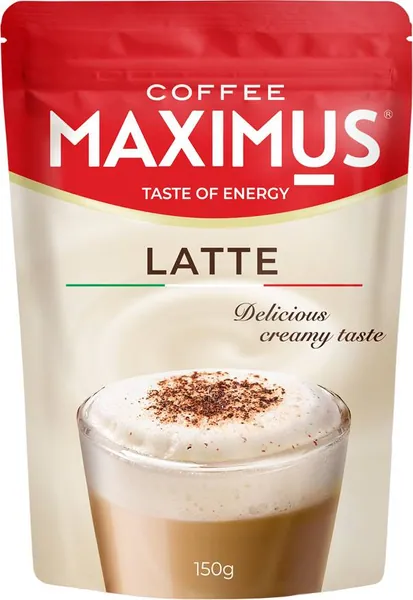 COFFEE
MAXIMUS®
TASTE OF ENERGY
LATTE
Delicious
creamy taste
150g